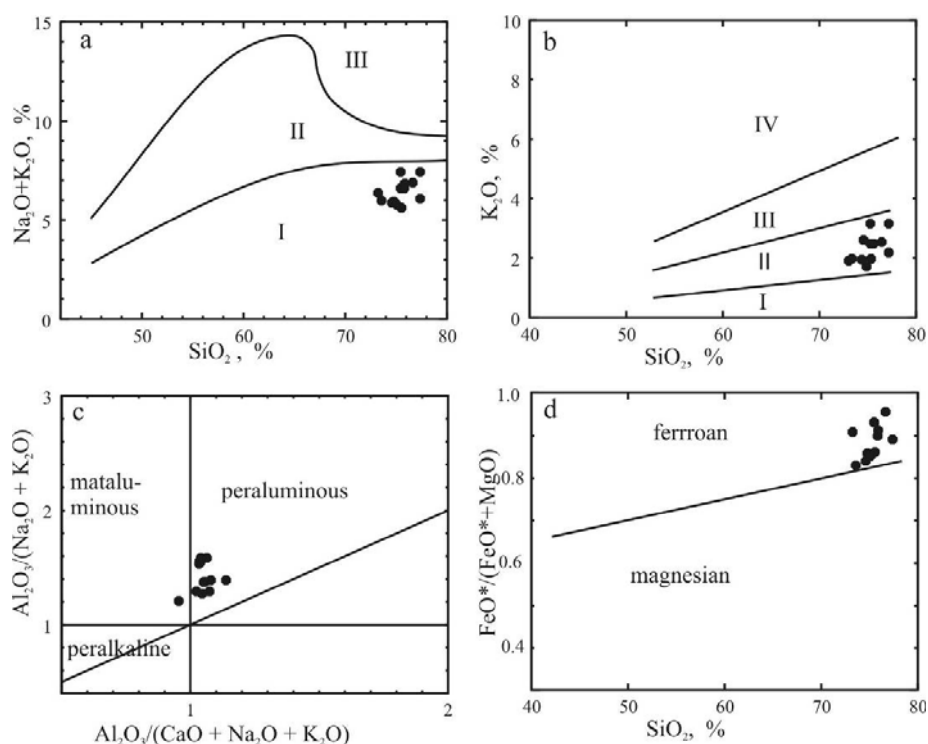 a
15
10
5
0
Na₂O+K₂O, %
III
II
I
50 60 70 80
SiO₂ , %
b
10
8
6
4
2
0
K₂O, %
IV
III
II
I
40 50 60 70 80
SiO₂, %
c
3
2
1
Al₂O₃/(Na₂O + K₂O)
matalu-
minous
peraluminous
peralkaline
1 2
Al₂O₃/(CaO + Na₂O + K₂O)
d
1.0
0.8
0.6
0.4
FeO*/(FeO*+MgO)
ferrroan
magnesian
40 50 60 70 80
SiO₂, %